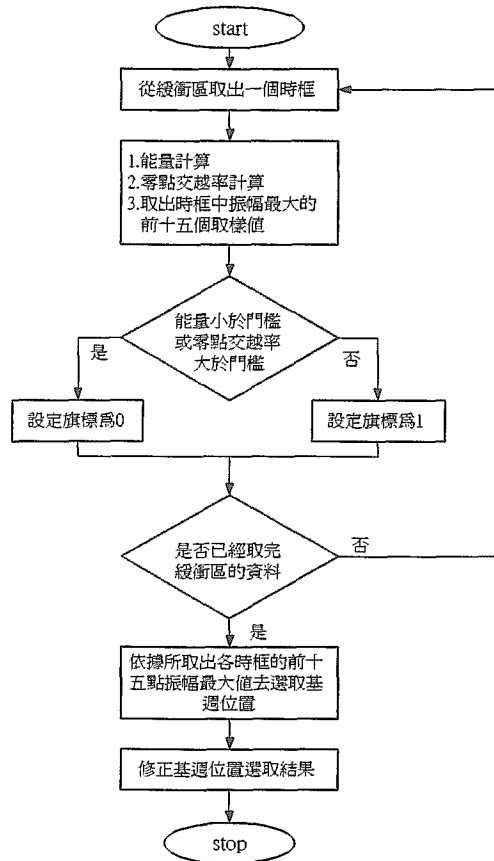 start
從緩衝區取出一個時框
1.能量計算
2.零點交越率計算
3.取出時框中振幅最大的
前十五個取樣值
能量小於門檻
或零點交越率
大於門檻
是
否
設定旗標爲0
設定旗標爲1
是否已經取完
緩衝區的資料
否
是
依據所取出各時框的前十
五點振幅最大值去選取基
週位置
修正基週位置選取結果
stop